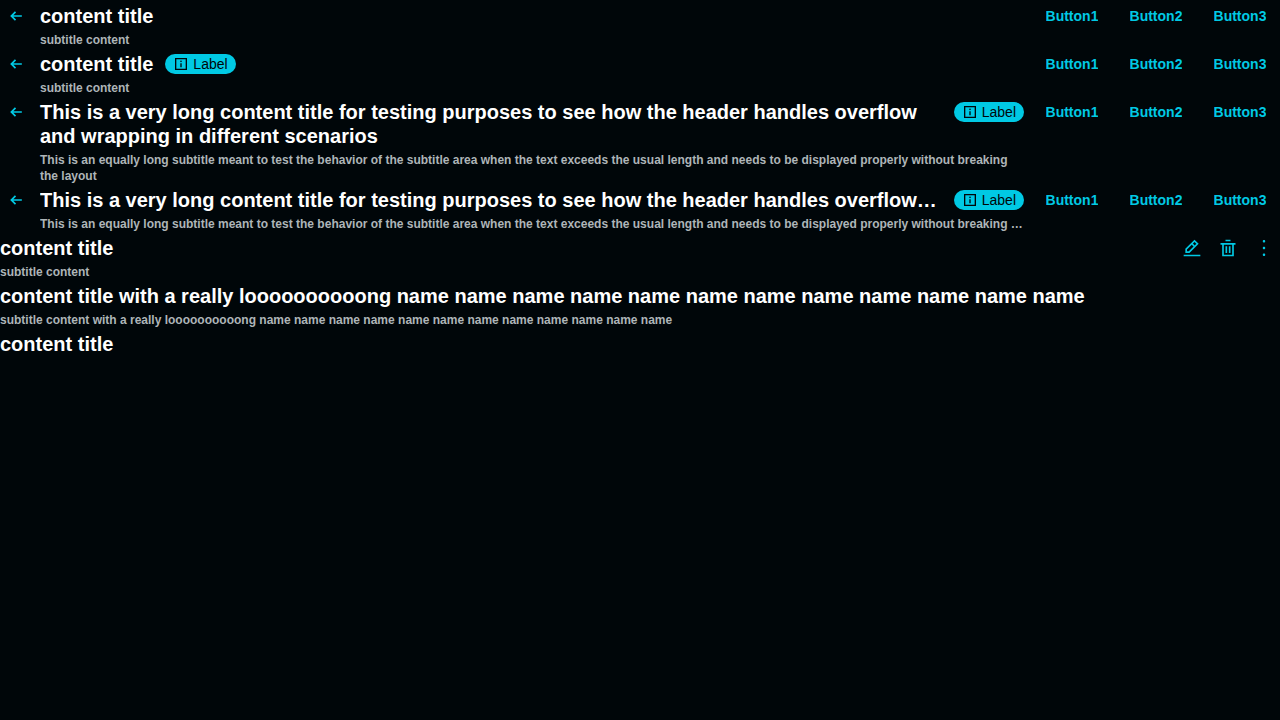 content title Button1 Button2 Button3
subtitle content
content title Label Button1 Button2 Button3
subtitle content
This is a very long content title for testing purposes to see how the header handles overflow Label Button1 Button2 Button3
and wrapping in different scenarios
This is an equally long subtitle meant to test the behavior of the subtitle area when the text exceeds the usual length and needs to be displayed properly without breaking
the layout
This is a very long content title for testing purposes to see how the header handles overflow… Label Button1 Button2 Button3
This is an equally long subtitle meant to test the behavior of the subtitle area when the text exceeds the usual length and needs to be displayed properly without breaking …
content title
subtitle content
content title with a really loooooooooong name name name name name name name name name name name name
subtitle content with a really loooooooooong name name name name name name name name name name name name
content title